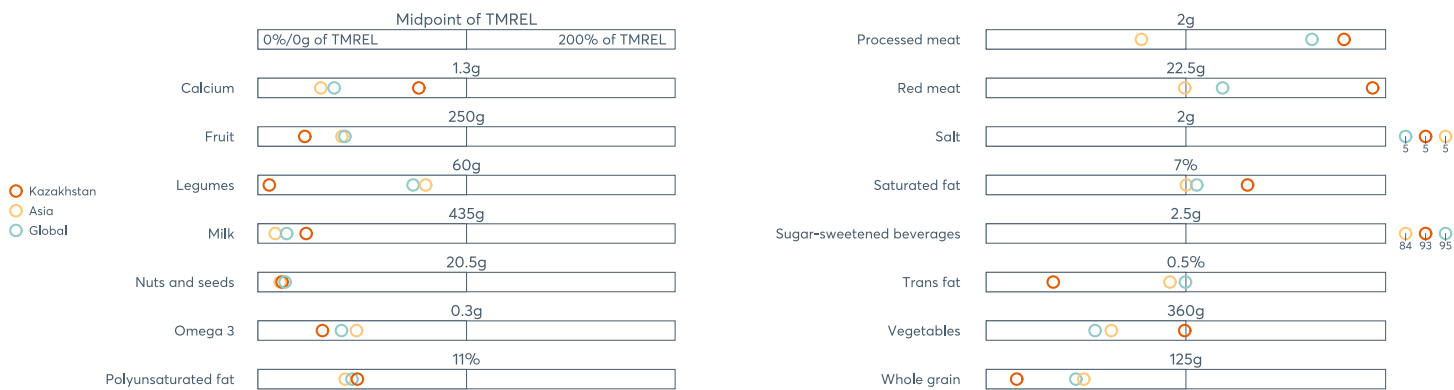 Midpoint of TMREL
0%/0g of TMREL
200% of TMREL
1.3g
Calcium
250g
Fruit
60g
Legumes
435g
Milk
20.5g
Nuts and seeds
0.3g
Omega 3
11%
Polyunsaturated fat
Kazakhstan
Asia
Global
2g
Processed meat
22.5g
Red meat
2g
Salt
5 5 5
7%
Saturated fat
2.5g
Sugar-sweetened beverages
84 93 95
0.5%
Trans fat
360g
Vegetables
125g
Whole grain